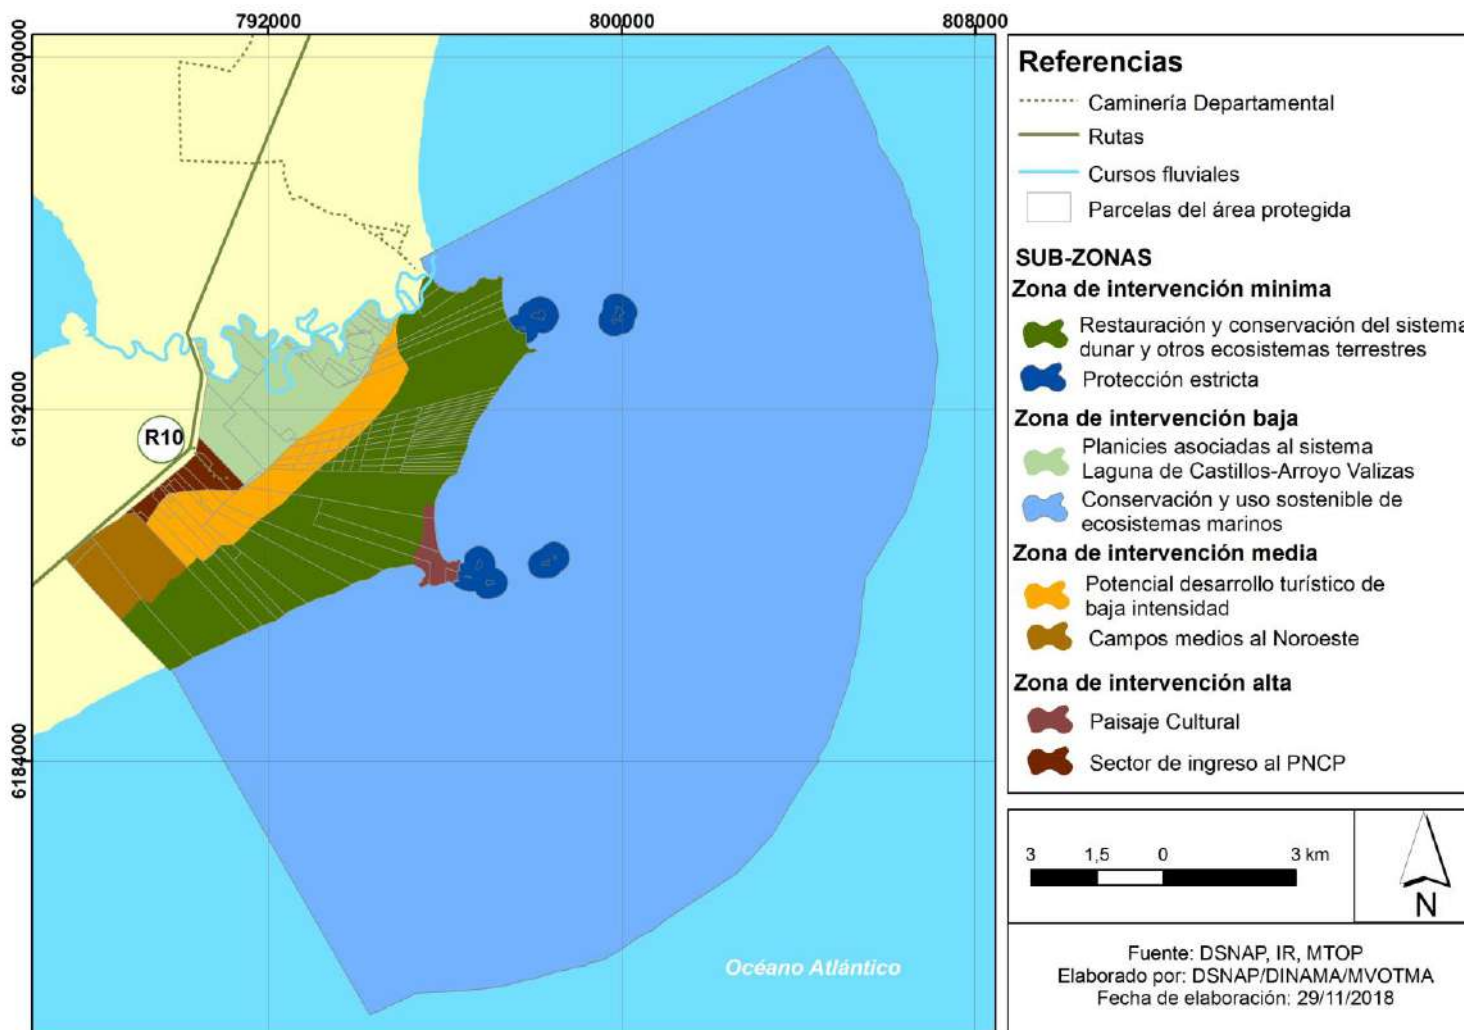 792000
800000
808000
6200000
6192000
6184000
R10
Océano Atlántico
Referencias
Caminería Departamental
Rutas
Cursos fluviales
Parcelas del área protegida
SUB-ZONAS
Zona de intervención minima
Restauración y conservación del sistema
dunar y otros ecosistemas terrestres
Protección estricta
Zona de intervención baja
Planicies asociadas al sistema
Laguna de Castillos-Arroyo Valizas
Conservación y uso sostenible de
ecosistemas marinos
Zona de intervención media
Potencial desarrollo turístico de
baja intensidad
Campos medios al Noroeste
Zona de intervención alta
Paisaje Cultural
Sector de ingreso al PNCP
3 1,5 0 3 km
N
Fuente: DSNAP, IR, MTOP
Elaborado por: DSNAP/DINAMA/MVOTMA
Fecha de elaboración: 29/11/2018